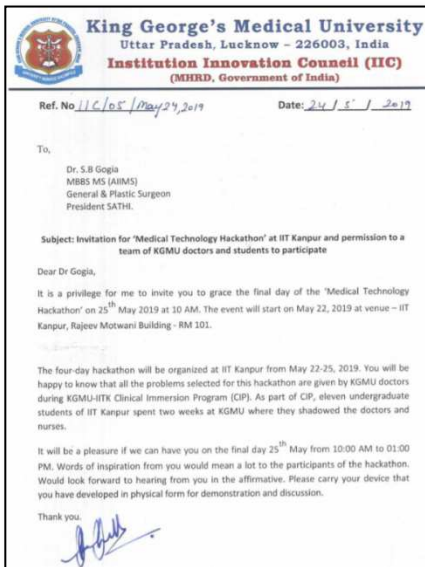 King George's Medical University
Uttar Pradesh, Lucknow – 226003, India
Institution Innovation Council (IIC)
(MHRD, Government of India)
Ref. No IIC/05/May24,2019 Date: 24 / 5 / 2019
To,
Dr. S.B Gogia
MBBS MS (AIIMS)
General & Plastic Surgeon
President SATHI.
Subject: Invitation for 'Medical Technology Hackathon' at IIT Kanpur and permission to a
team of KGMU doctors and students to participate
Dear Dr Gogia,
It is a privilege for me to invite you to grace the final day of the 'Medical Technology
Hackathon' on 25th May 2019 at 10 AM. The event will start on May 22, 2019 at venue – IIT
Kanpur, Rajeev Motwani Building - RM 101.
The four-day hackathon will be organized at IIT Kanpur from May 22-25, 2019. You will be
happy to know that all the problems selected for this hackathon are given by KGMU doctors
during KGMU-IITK Clinical Immersion Program (CIP). As part of CIP, eleven undergraduate
students of IIT Kanpur spent two weeks at KGMU where they shadowed the doctors and
nurses.
It will be a pleasure if we can have you on the final day 25th May from 10:00 AM to 01:00
PM. Words of inspiration from you would mean a lot to the participants of the hackathon.
Would look forward to hearing from you in the affirmative. Please carry your device that
you have developed in physical form for demonstration and discussion.
Thank you.